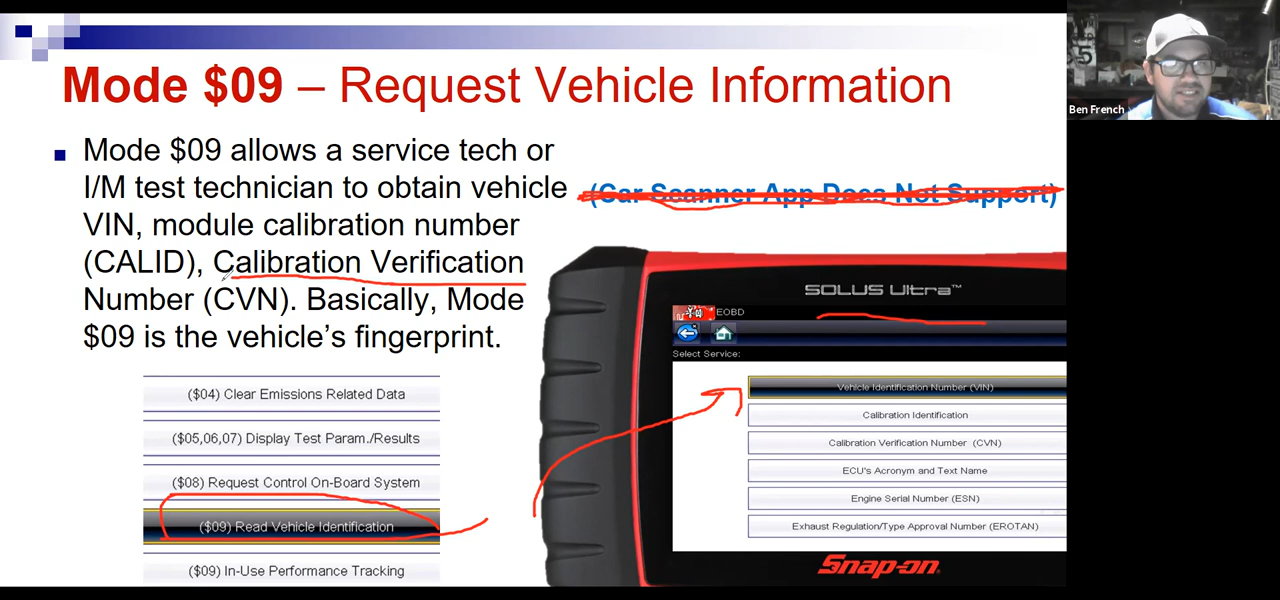 Mode $09 – Request Vehicle Information
Ben French
Mode $09 allows a service tech or
I/M test technician to obtain vehicle
VIN, module calibration number
(CALID), Calibration Verification
Number (CVN). Basically, Mode
$09 is the vehicle's fingerprint.
(Car Scanner App Does Not Support)
($04) Clear Emissions Related Data
($05,06,07) Display Test Param./Results
($08) Request Control On-Board System
($09) Read Vehicle Identification
($09) In-Use Performance Tracking
SOLUS Ultra™
EOBD
Select Service:
Vehicle Identification Number (VIN)
Calibration Identification
Calibration Verification Number (CVN)
ECU's Acronym and Text Name
Engine Serial Number (ESN)
Exhaust Regulation/Type Approval Number (EROTAN)
Snap-on